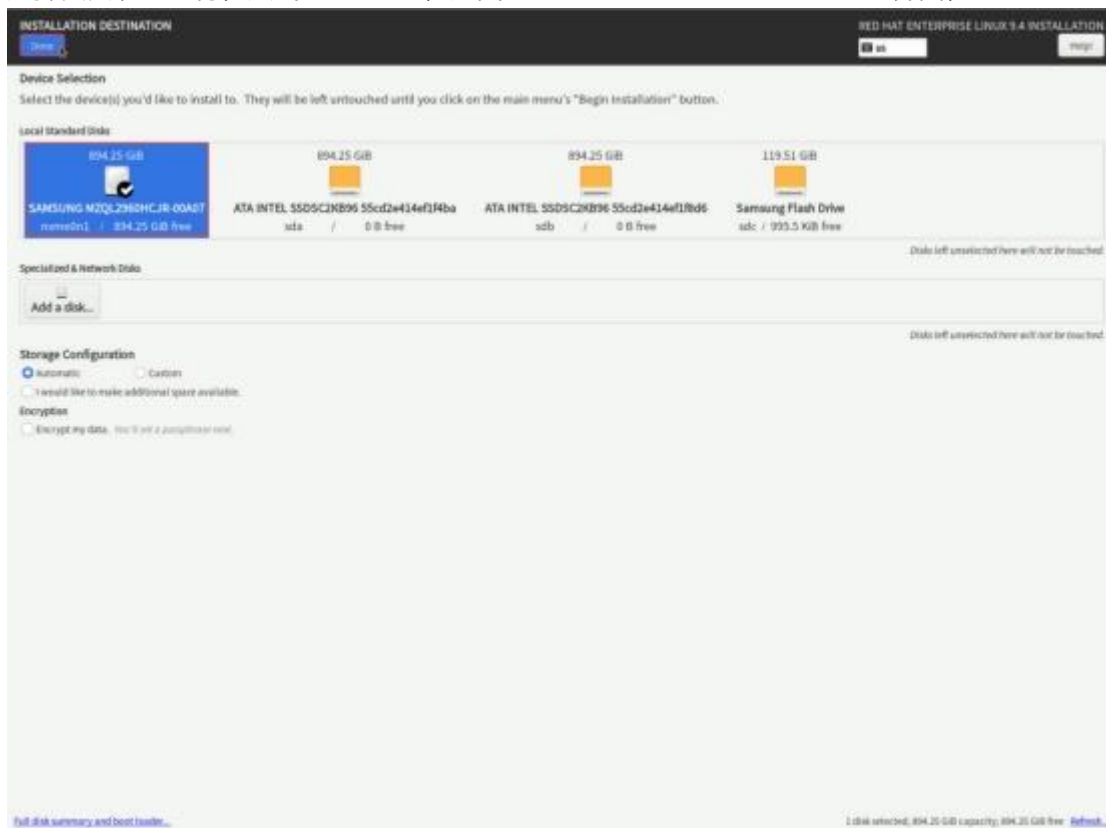 INSTALLATION DESTINATION
RED HAT ENTERPRISE LINUX 9.4 INSTALLATION
Done
us
Help!
Device Selection
Select the device(s) you'd like to install to. They will be left untouched until you click on the main menu's "Begin Installation" button.
Local Standard Disks
894.25 GiB
894.25 GiB
894.25 GiB
119.51 GiB
SAMSUNG MZQL2960HCJR-00A07
ATA INTEL SSDSC2KB96 55cd2e414ef1f4ba
ATA INTEL SSDSC2KB96 55cd2e414ef1f8d6
Samsung Flash Drive
nvme0n1 / 894.25 GiB free
sda / 0 B free
sdb / 0 B free
sdc / 995.5 KiB free
Disks left unselected here will not be touched.
Specialized & Network Disks
Add a disk...
Disks left unselected here will not be touched.
Storage Configuration
Automatic
Custom
I would like to make additional space available.
Encryption
Encrypt my data. You'll set a passphrase next.
Full disk summary and boot loader...
1 disk selected; 894.25 GiB capacity; 894.25 GiB free Refresh...